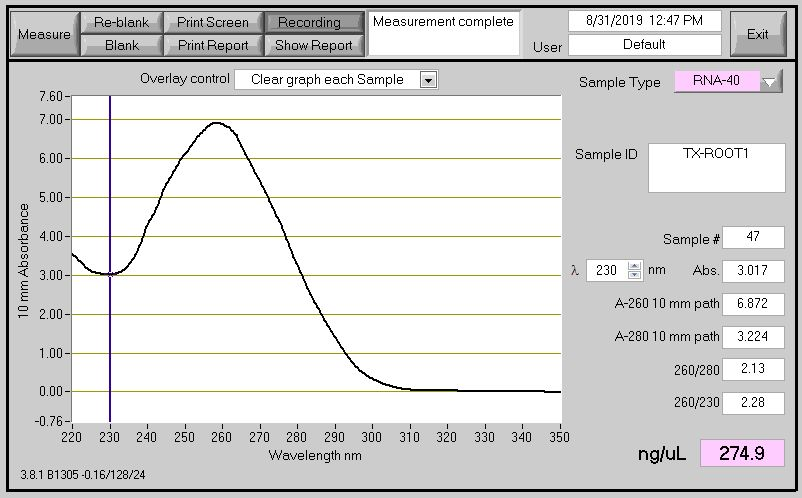 Measure
Re-blank
Print Screen
Recording
Blank
Print Report
Show Report
Measurement complete
8/31/2019 12:47 PM
User
Default
Exit
Overlay control
Clear graph each Sample
Sample Type
RNA-40
Sample ID
TX-ROOT1
Sample #
47
λ
230
nm
Abs.
3.017
A-260 10 mm path
6.872
A-280 10 mm path
3.224
260/280
2.13
260/230
2.28
ng/uL
274.9
10 mm Absorbance
7.60
7.00
6.00
5.00
4.00
3.00
2.00
1.00
0.00
-0.76
220 230 240 250 260 270 280 290 300 310 320 330 340 350
Wavelength nm
3.8.1 B1305 -0.16/128/24